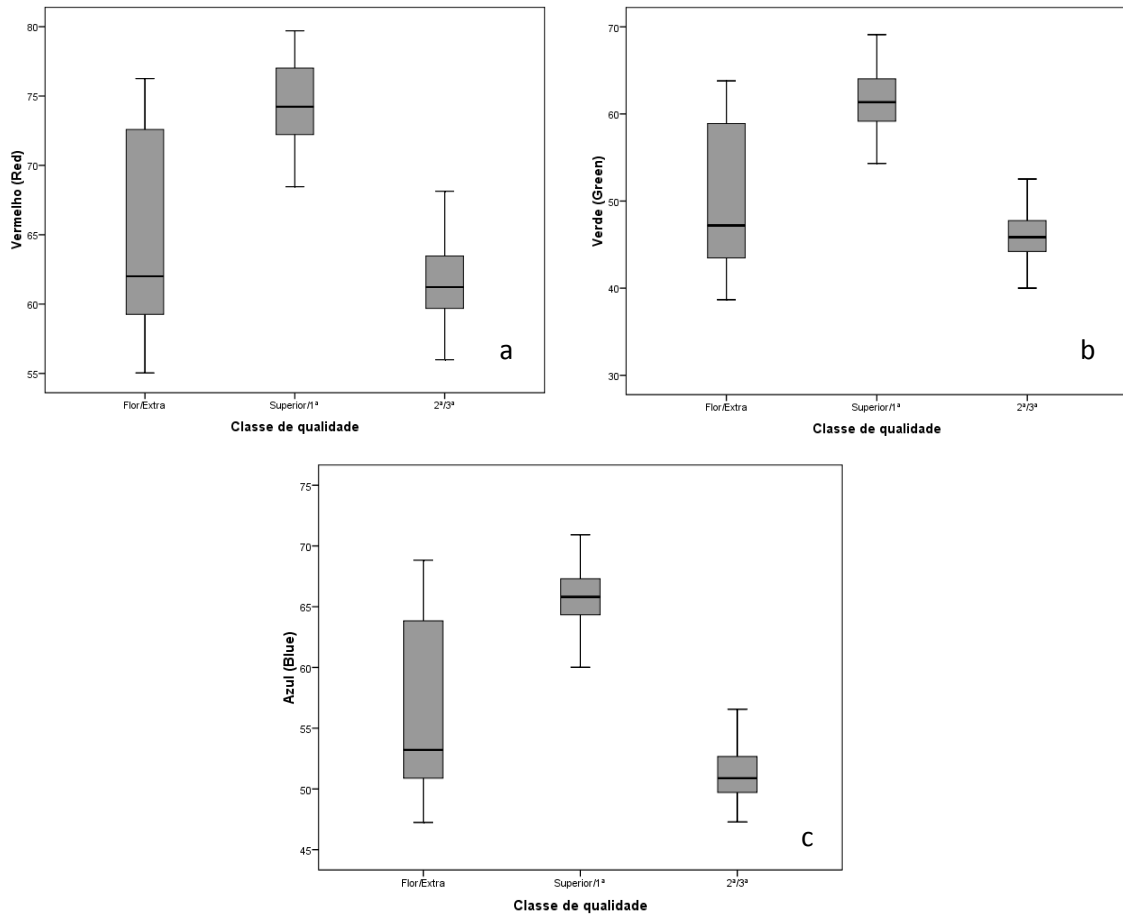 80
75
70
65
60
55
Vermelho (Red)
Flor/Extra
Superior/1ª
2ª/3ª
Classe de qualidade
a
70
60
50
40
30
Verde (Green)
Flor/Extra
Superior/1ª
2ª/3ª
Classe de qualidade
b
75
70
65
60
55
50
45
Azul (Blue)
Flor/Extra
Superior/1ª
2ª/3ª
Classe de qualidade
c